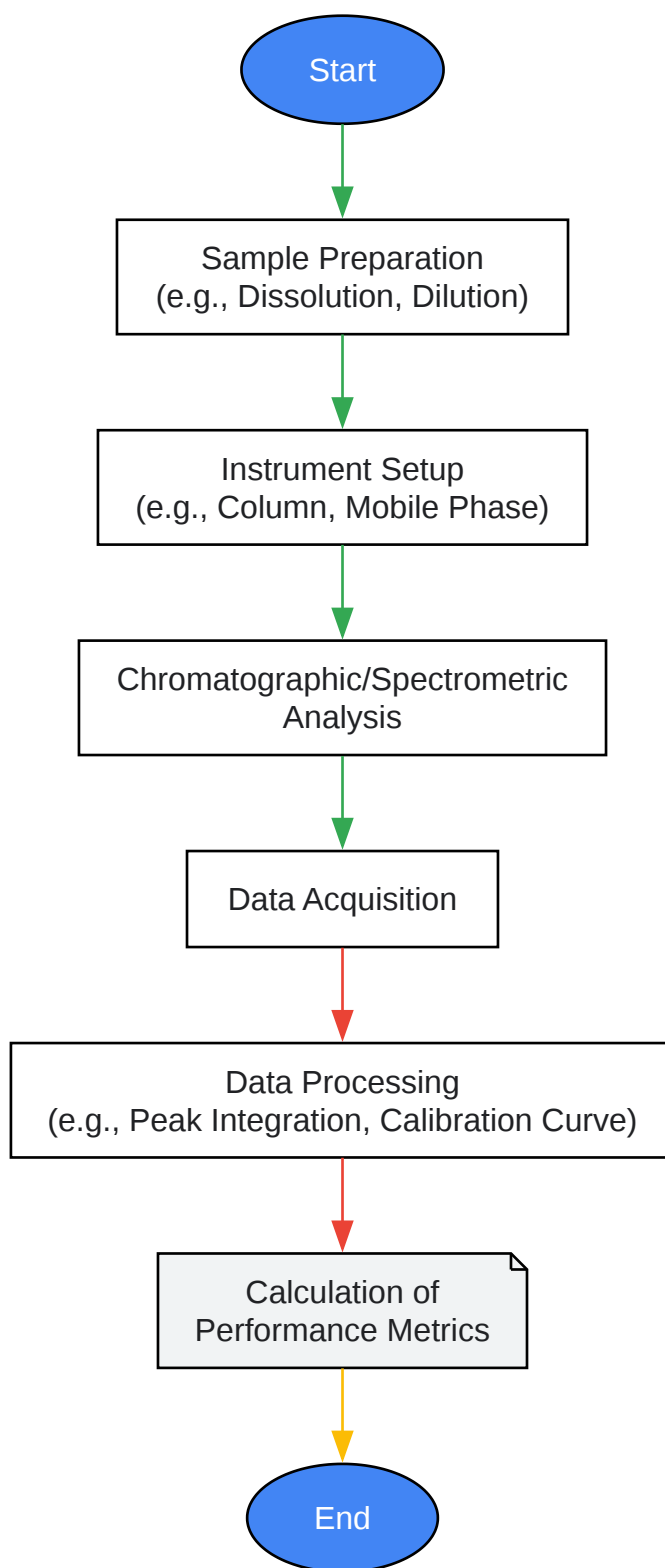 Start
Sample Preparation
(e.g., Dissolution, Dilution)
Instrument Setup
(e.g., Column, Mobile Phase)
Chromatographic/Spectrometric
Analysis
Data Acquisition
Data Processing
(e.g., Peak Integration, Calibration Curve)
Calculation of
Performance Metrics
End